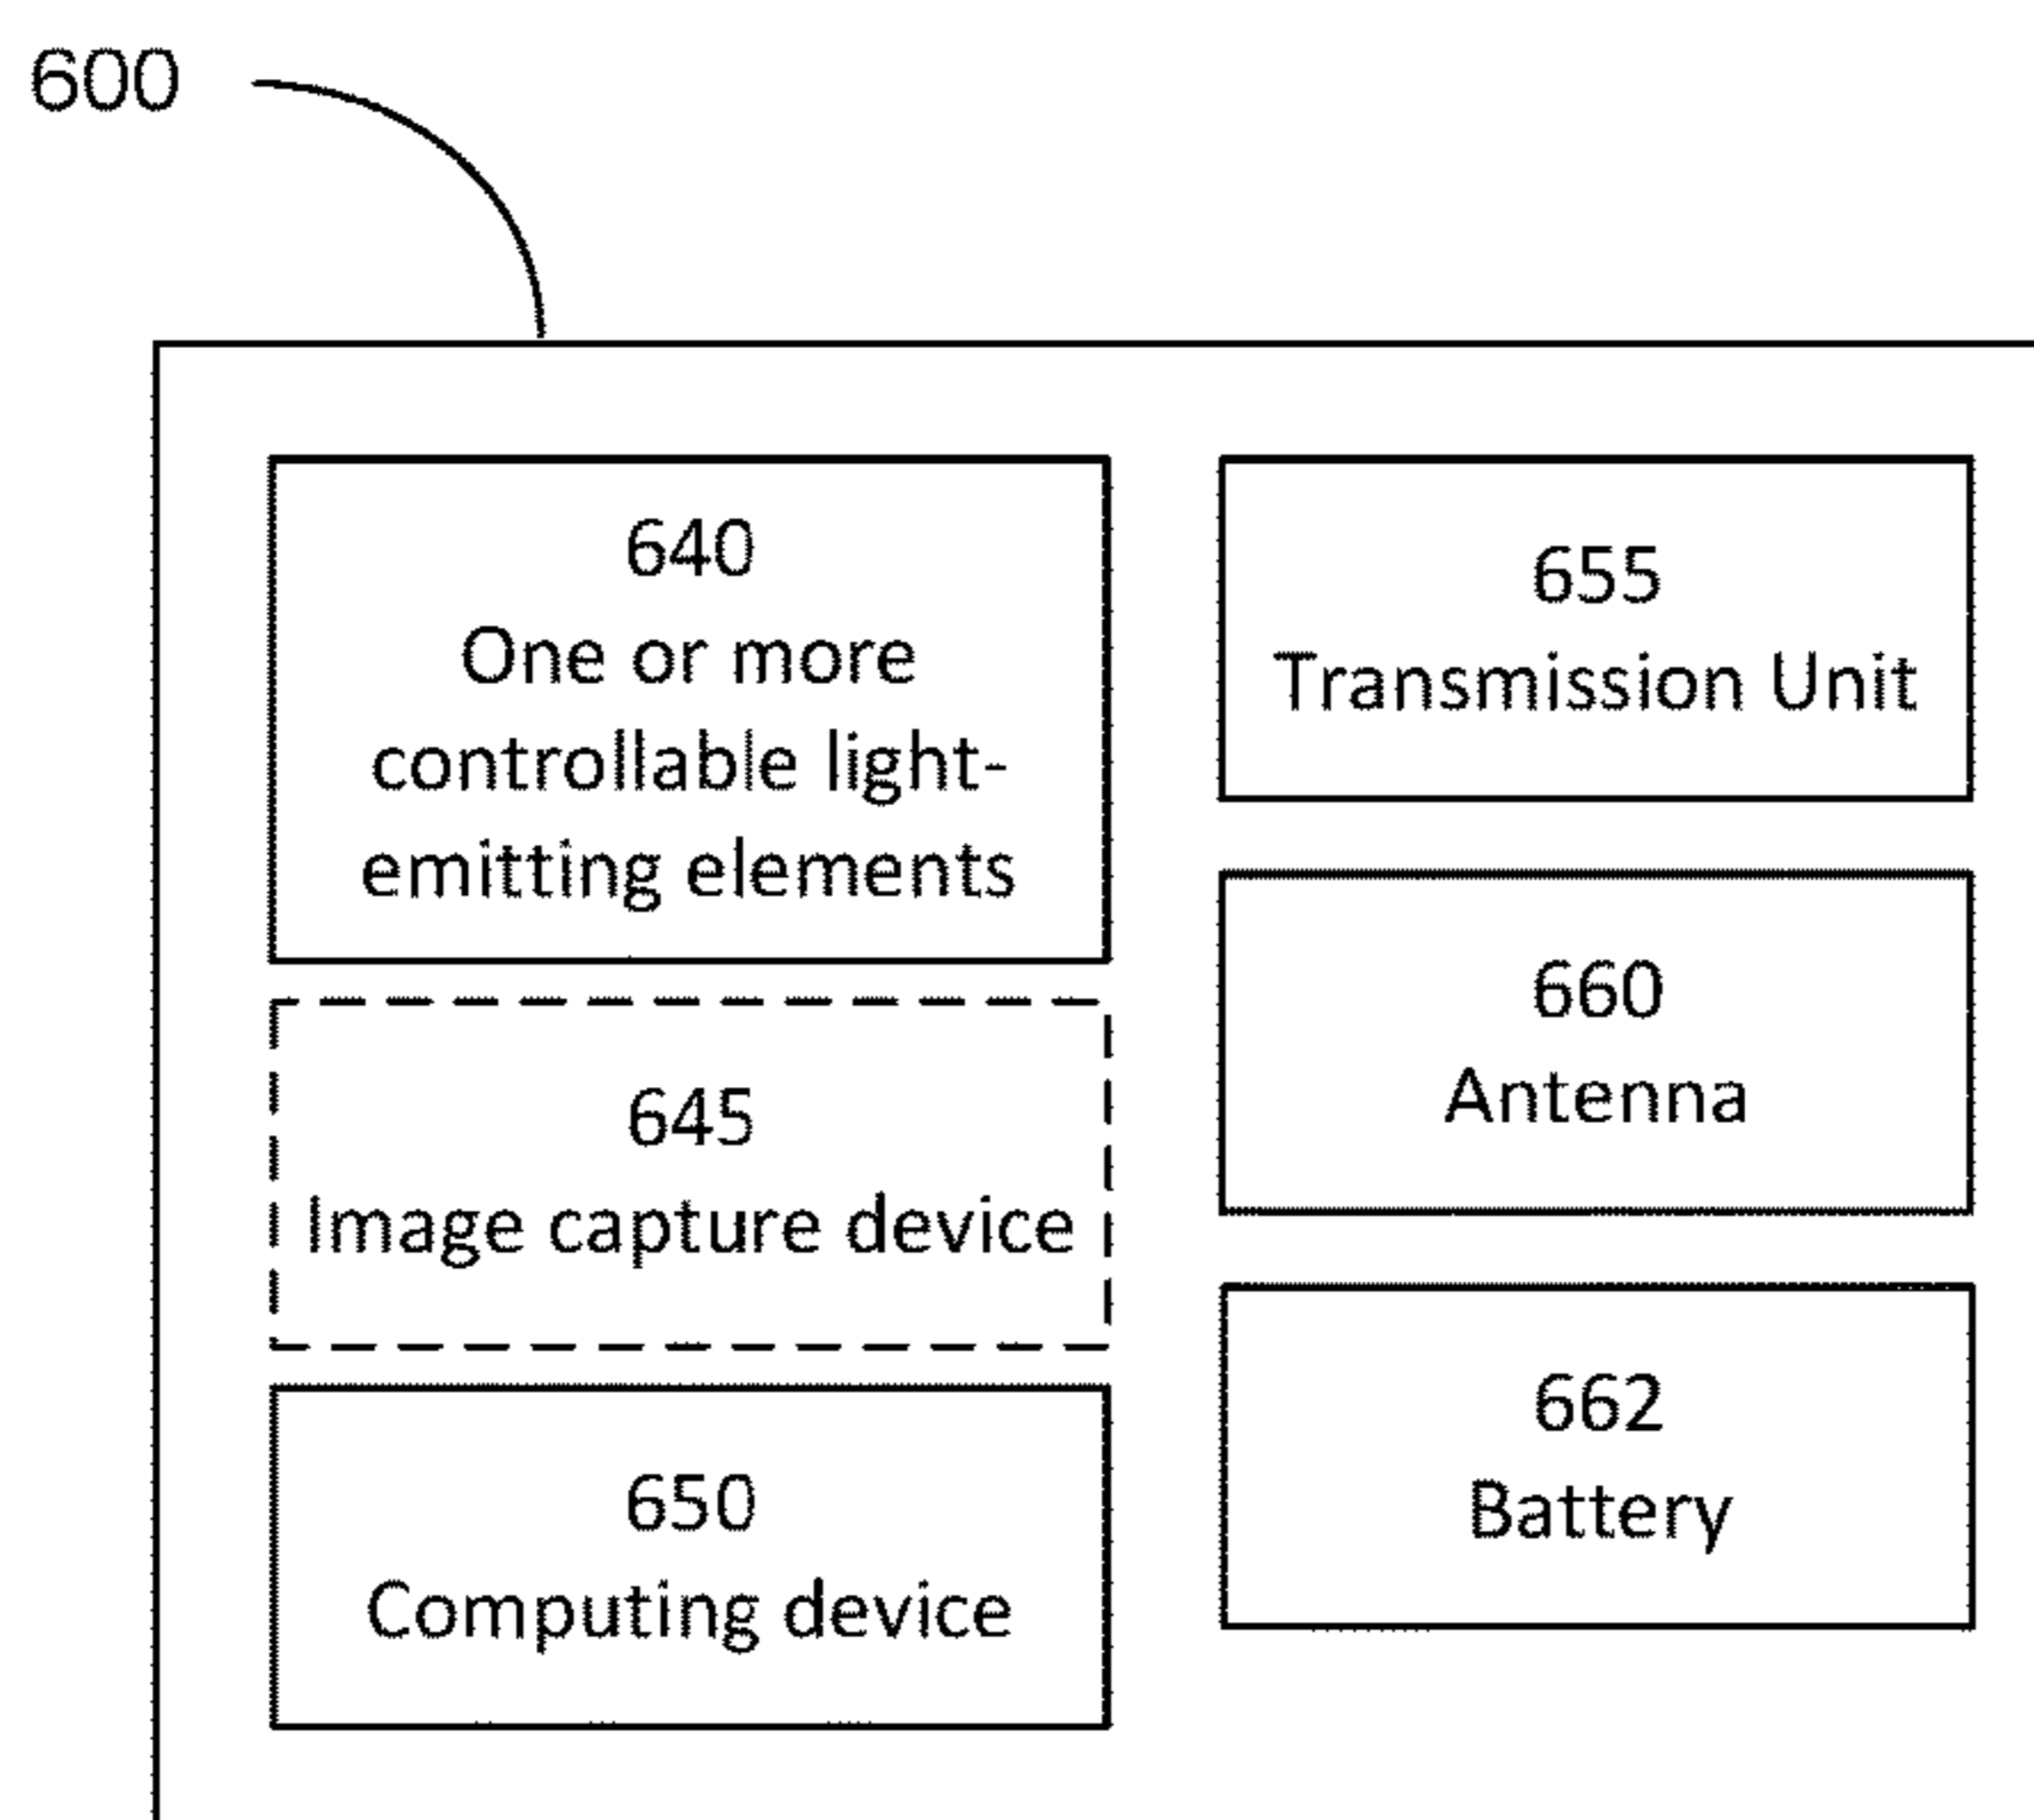 600
640
One or more
controllable light-
emitting elements
645
Image capture device
650
Computing device
655
Transmission Unit
660
Antenna
662
Battery